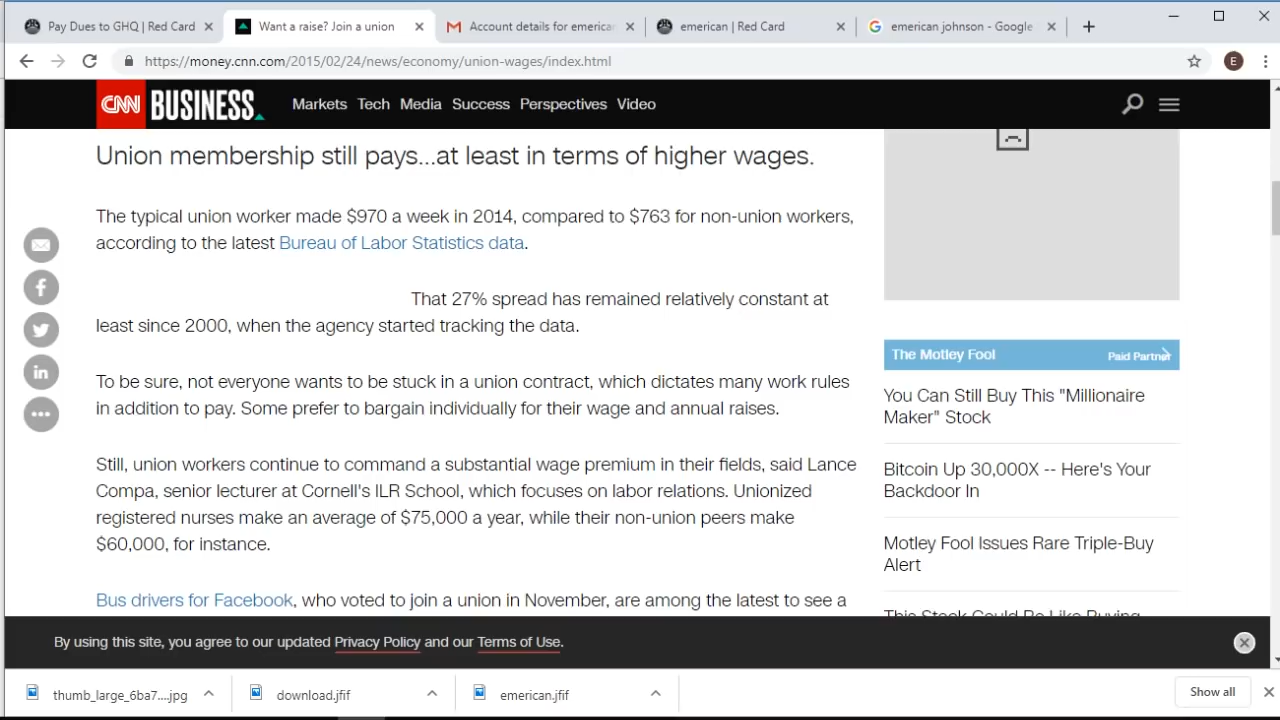 Pay Dues to GHQ | Red Card
Want a raise? Join a union
Account details for emerican
emerican | Red Card
emerican johnson - Google
https://money.cnn.com/2015/02/24/news/economy/union-wages/index.html
E
CNN BUSINESS
Markets Tech Media Success Perspectives Video
Union membership still pays...at least in terms of higher wages.
The typical union worker made $970 a week in 2014, compared to $763 for non-union workers,
according to the latest Bureau of Labor Statistics data.
That 27% spread has remained relatively constant at
least since 2000, when the agency started tracking the data.
To be sure, not everyone wants to be stuck in a union contract, which dictates many work rules
in addition to pay. Some prefer to bargain individually for their wage and annual raises.
Still, union workers continue to command a substantial wage premium in their fields, said Lance
Compa, senior lecturer at Cornell's ILR School, which focuses on labor relations. Unionized
registered nurses make an average of $75,000 a year, while their non-union peers make
$60,000, for instance.
Bus drivers for Facebook, who voted to join a union in November, are among the latest to see a
The Motley Fool
Paid Partner
You Can Still Buy This "Millionaire
Maker" Stock
Bitcoin Up 30,000X -- Here's Your
Backdoor In
Motley Fool Issues Rare Triple-Buy
Alert
This Stock Could Be Like Buying
By using this site, you agree to our updated Privacy Policy and our Terms of Use.
thumb_large_6ba7....jpg
download.jfif
emerican.jfif
Show all